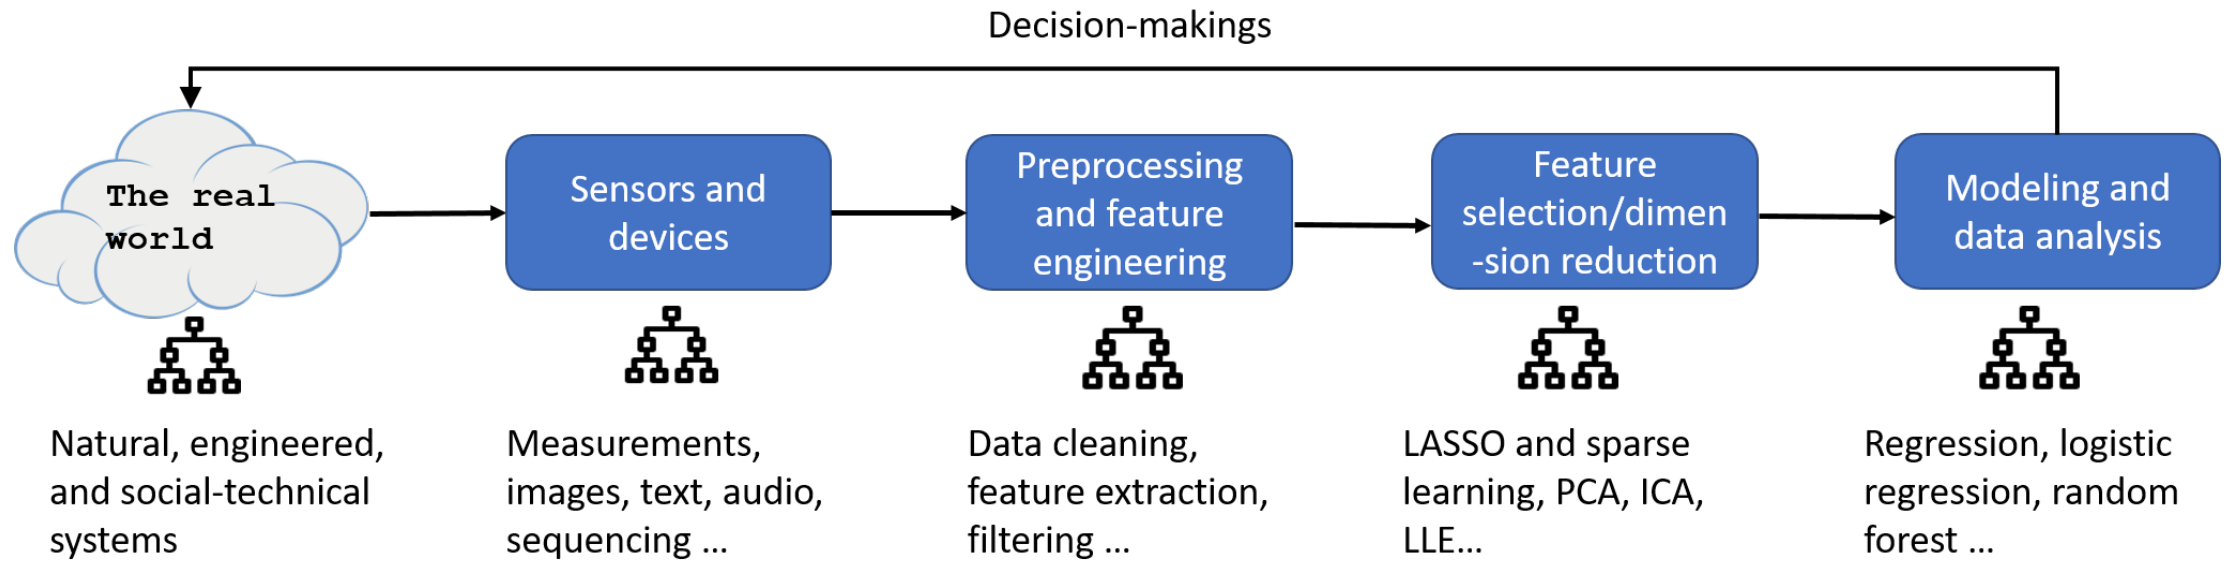 Decision-makings
The real
world
Sensors and
devices
Preprocessing
and feature
engineering
Feature
selection/dimen
-sion reduction
Modeling and
data analysis
Natural, engineered,
and social-technical
systems
Measurements,
images, text, audio,
sequencing ...
Data cleaning,
feature extraction,
filtering ...
LASSO and sparse
learning, PCA, ICA,
LLE...
Regression, logistic
regression, random
forest ...